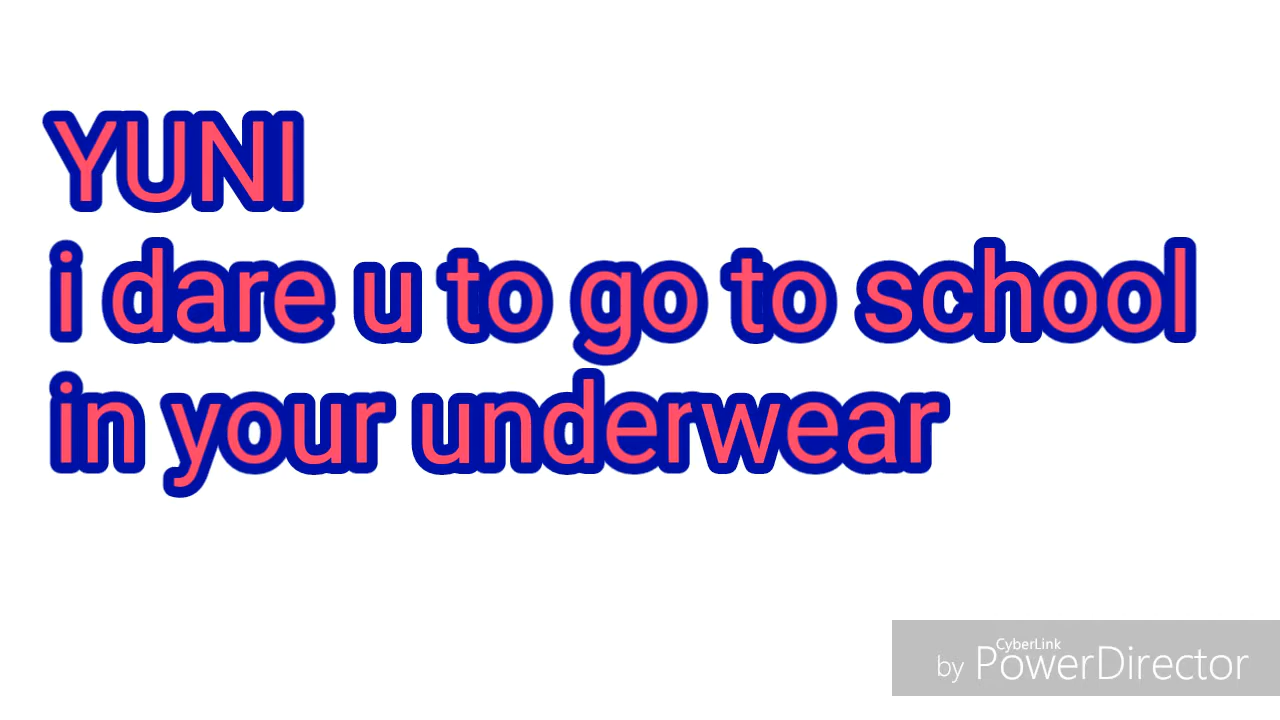 YUNI
i dare u to go to school
in your underwear
CyberLink
by PowerDirector